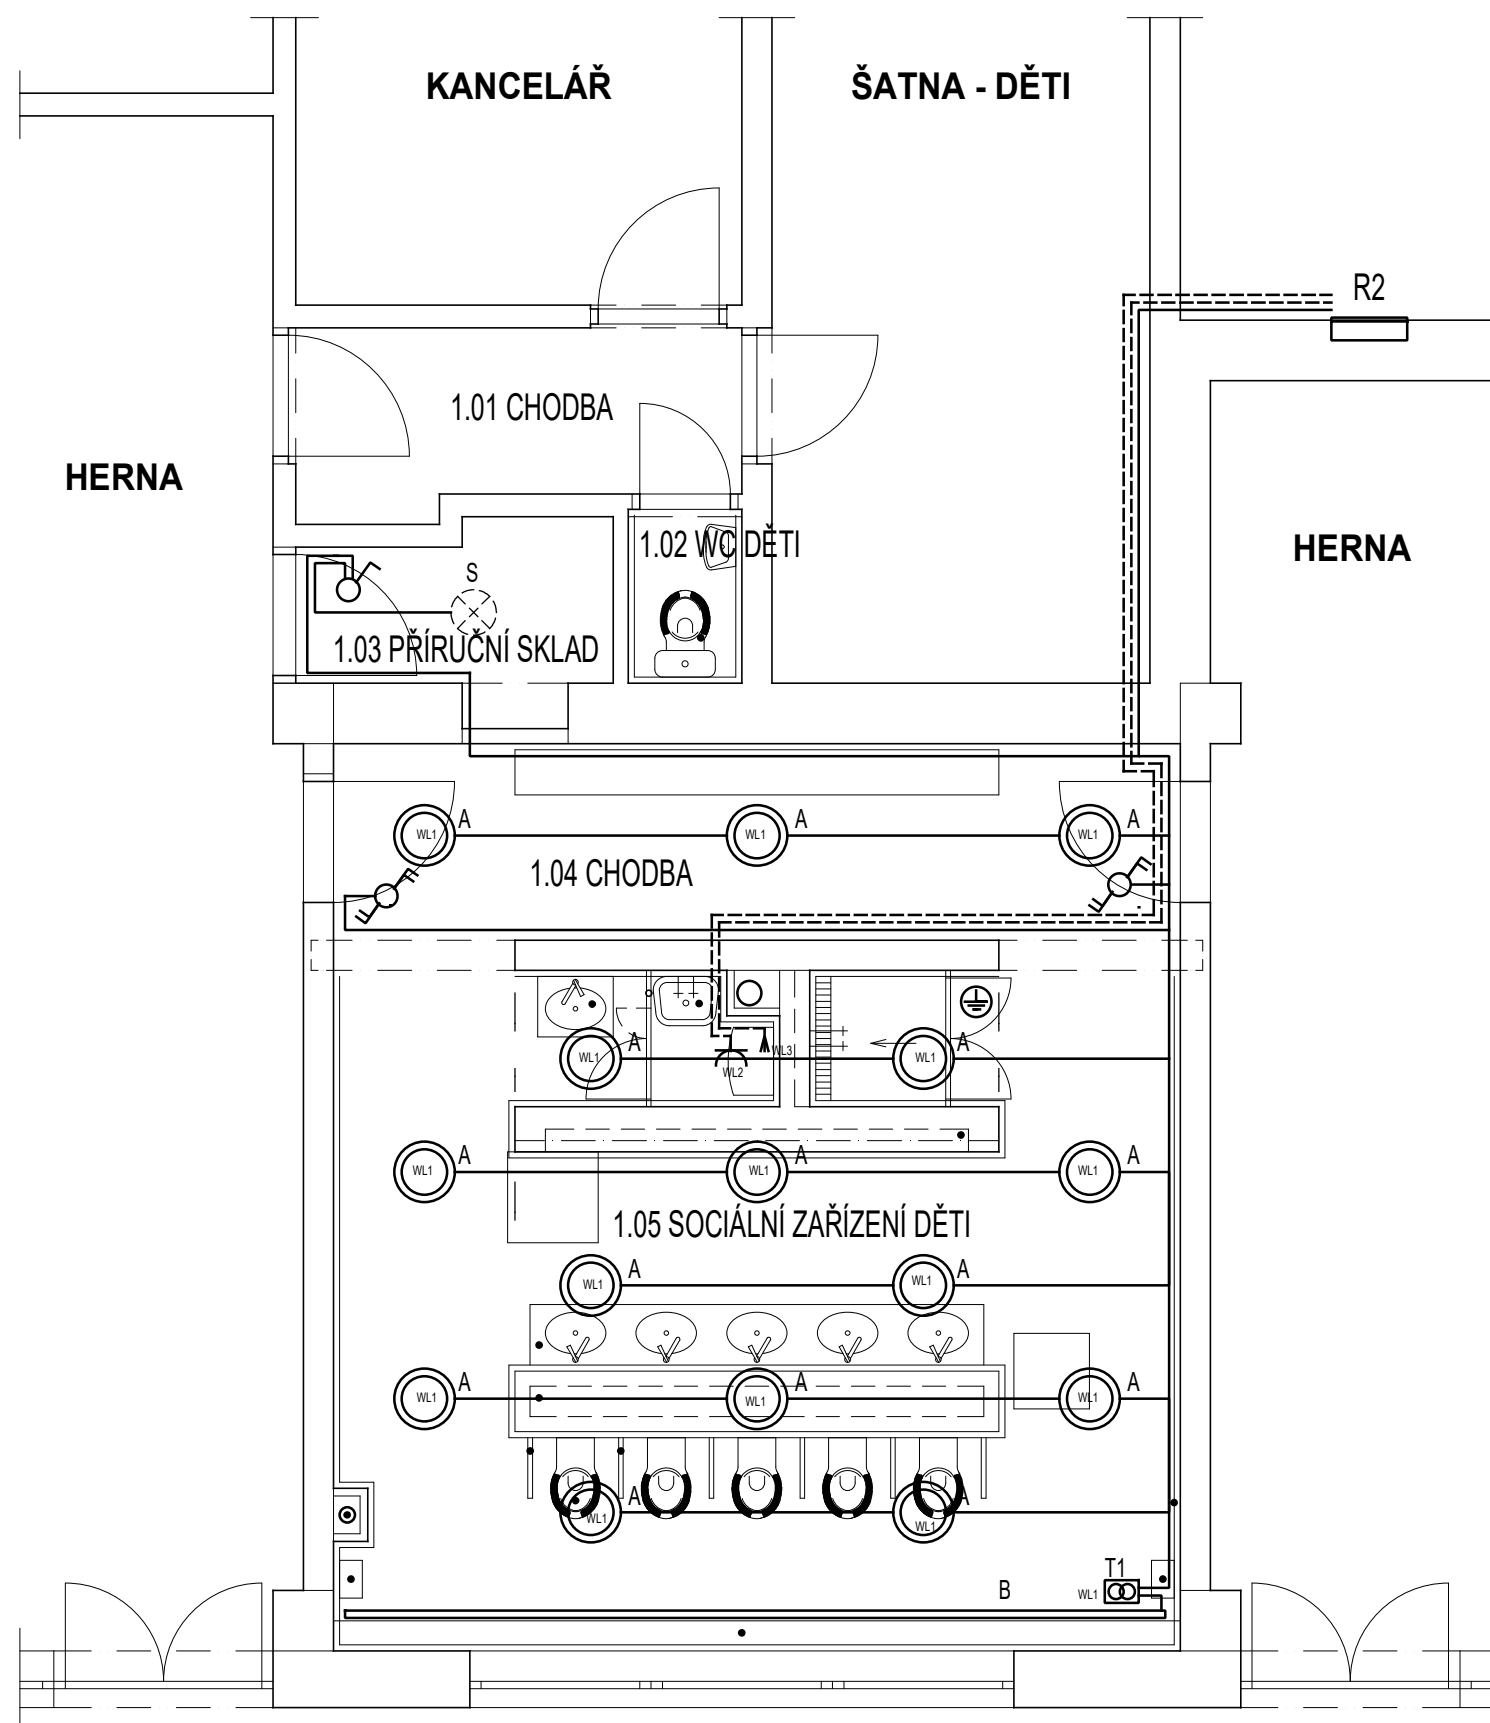 KANCELÁŘ
ŠATNA - DĚTI
R2
1.01 CHODBA
HERNA
1.02 WC DĚTI
HERNA
S
1.03 PŘÍRUČNÍ SKLAD
WL1 A
WL1 A
WL1 A
1.04 CHODBA
WL1 A
WL2
WL3
WL1 A
WL1 A
WL1 A
WL1 A
1.05 SOCIÁLNÍ ZAŘÍZENÍ DĚTI
WL1 A
WL1 A
WL1 A
WL1 A
WL1 A
WL1 A
WL1 A
T1
B
WL1